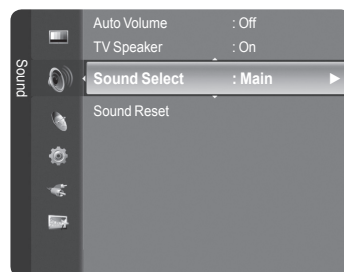 Sound
Auto Volume : Off
TV Speaker : On
Sound Select : Main
Sound Reset